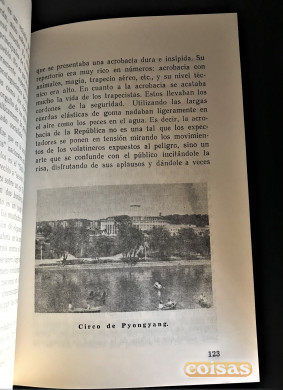 que se presentaba una acrobacia dura e insípida. Su
repertorio era muy rico en números: acrobacia con
animales, magia, trapecio aéreo, etc., y su nivel téc-
nico era alto. En cuanto a la acrobacia se acataba
mucho la vida de los trapecistas. Estos llevaban los
cordones de la seguridad. Utilizando las largas
cuerdas elásticas de goma nadaban ligeramente en
el aire como los peces en el agua. Es decir, la acro-
bacia de la República no es una tal que los espec-
tadores se ponen en tensión mirando los movimien-
tos de los volatineros expuestos al peligro, sino un
arte que se confunde con el público incitándole la
risa, disfrutando de sus aplausos y dándole a veces
Circo de Pyongyang.
123
coisas